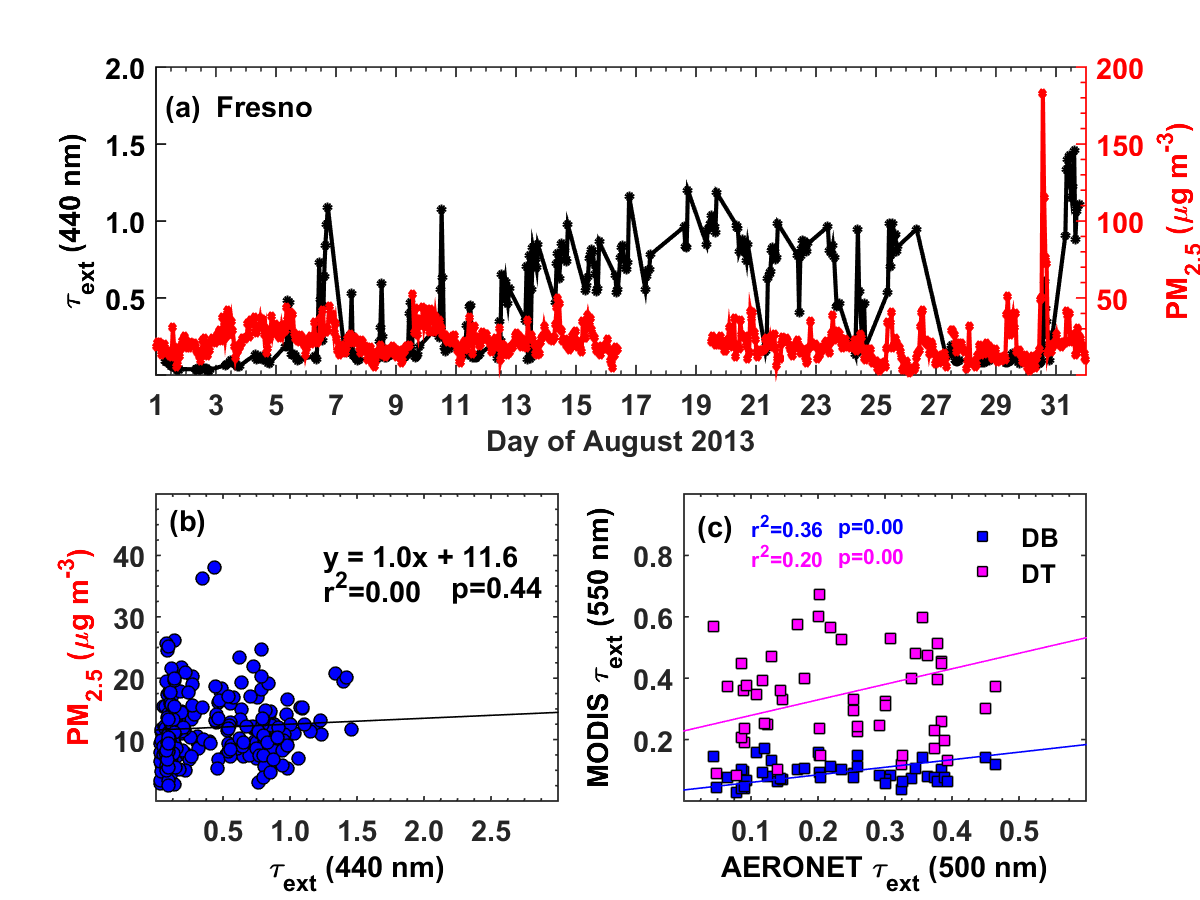 (a) Fresno
τext (440 nm)
2.0
1.5
1.0
0.5
PM2.5 (μg m-3)
200
150
100
50
1 3 5 7 9 11 13 15 17 19 21 23 25 27 29 31
Day of August 2013
(b)
y = 1.0x + 11.6
r2=0.00 p=0.44
PM2.5 (μg m-3)
40
30
20
10
0.5 1.0 1.5 2.0 2.5
τext (440 nm)
(c)
r2=0.36 p=0.00
r2=0.20 p=0.00
DB
DT
MODIS τext (550 nm)
0.8
0.6
0.4
0.2
0.1 0.2 0.3 0.4 0.5
AERONET τext (500 nm)